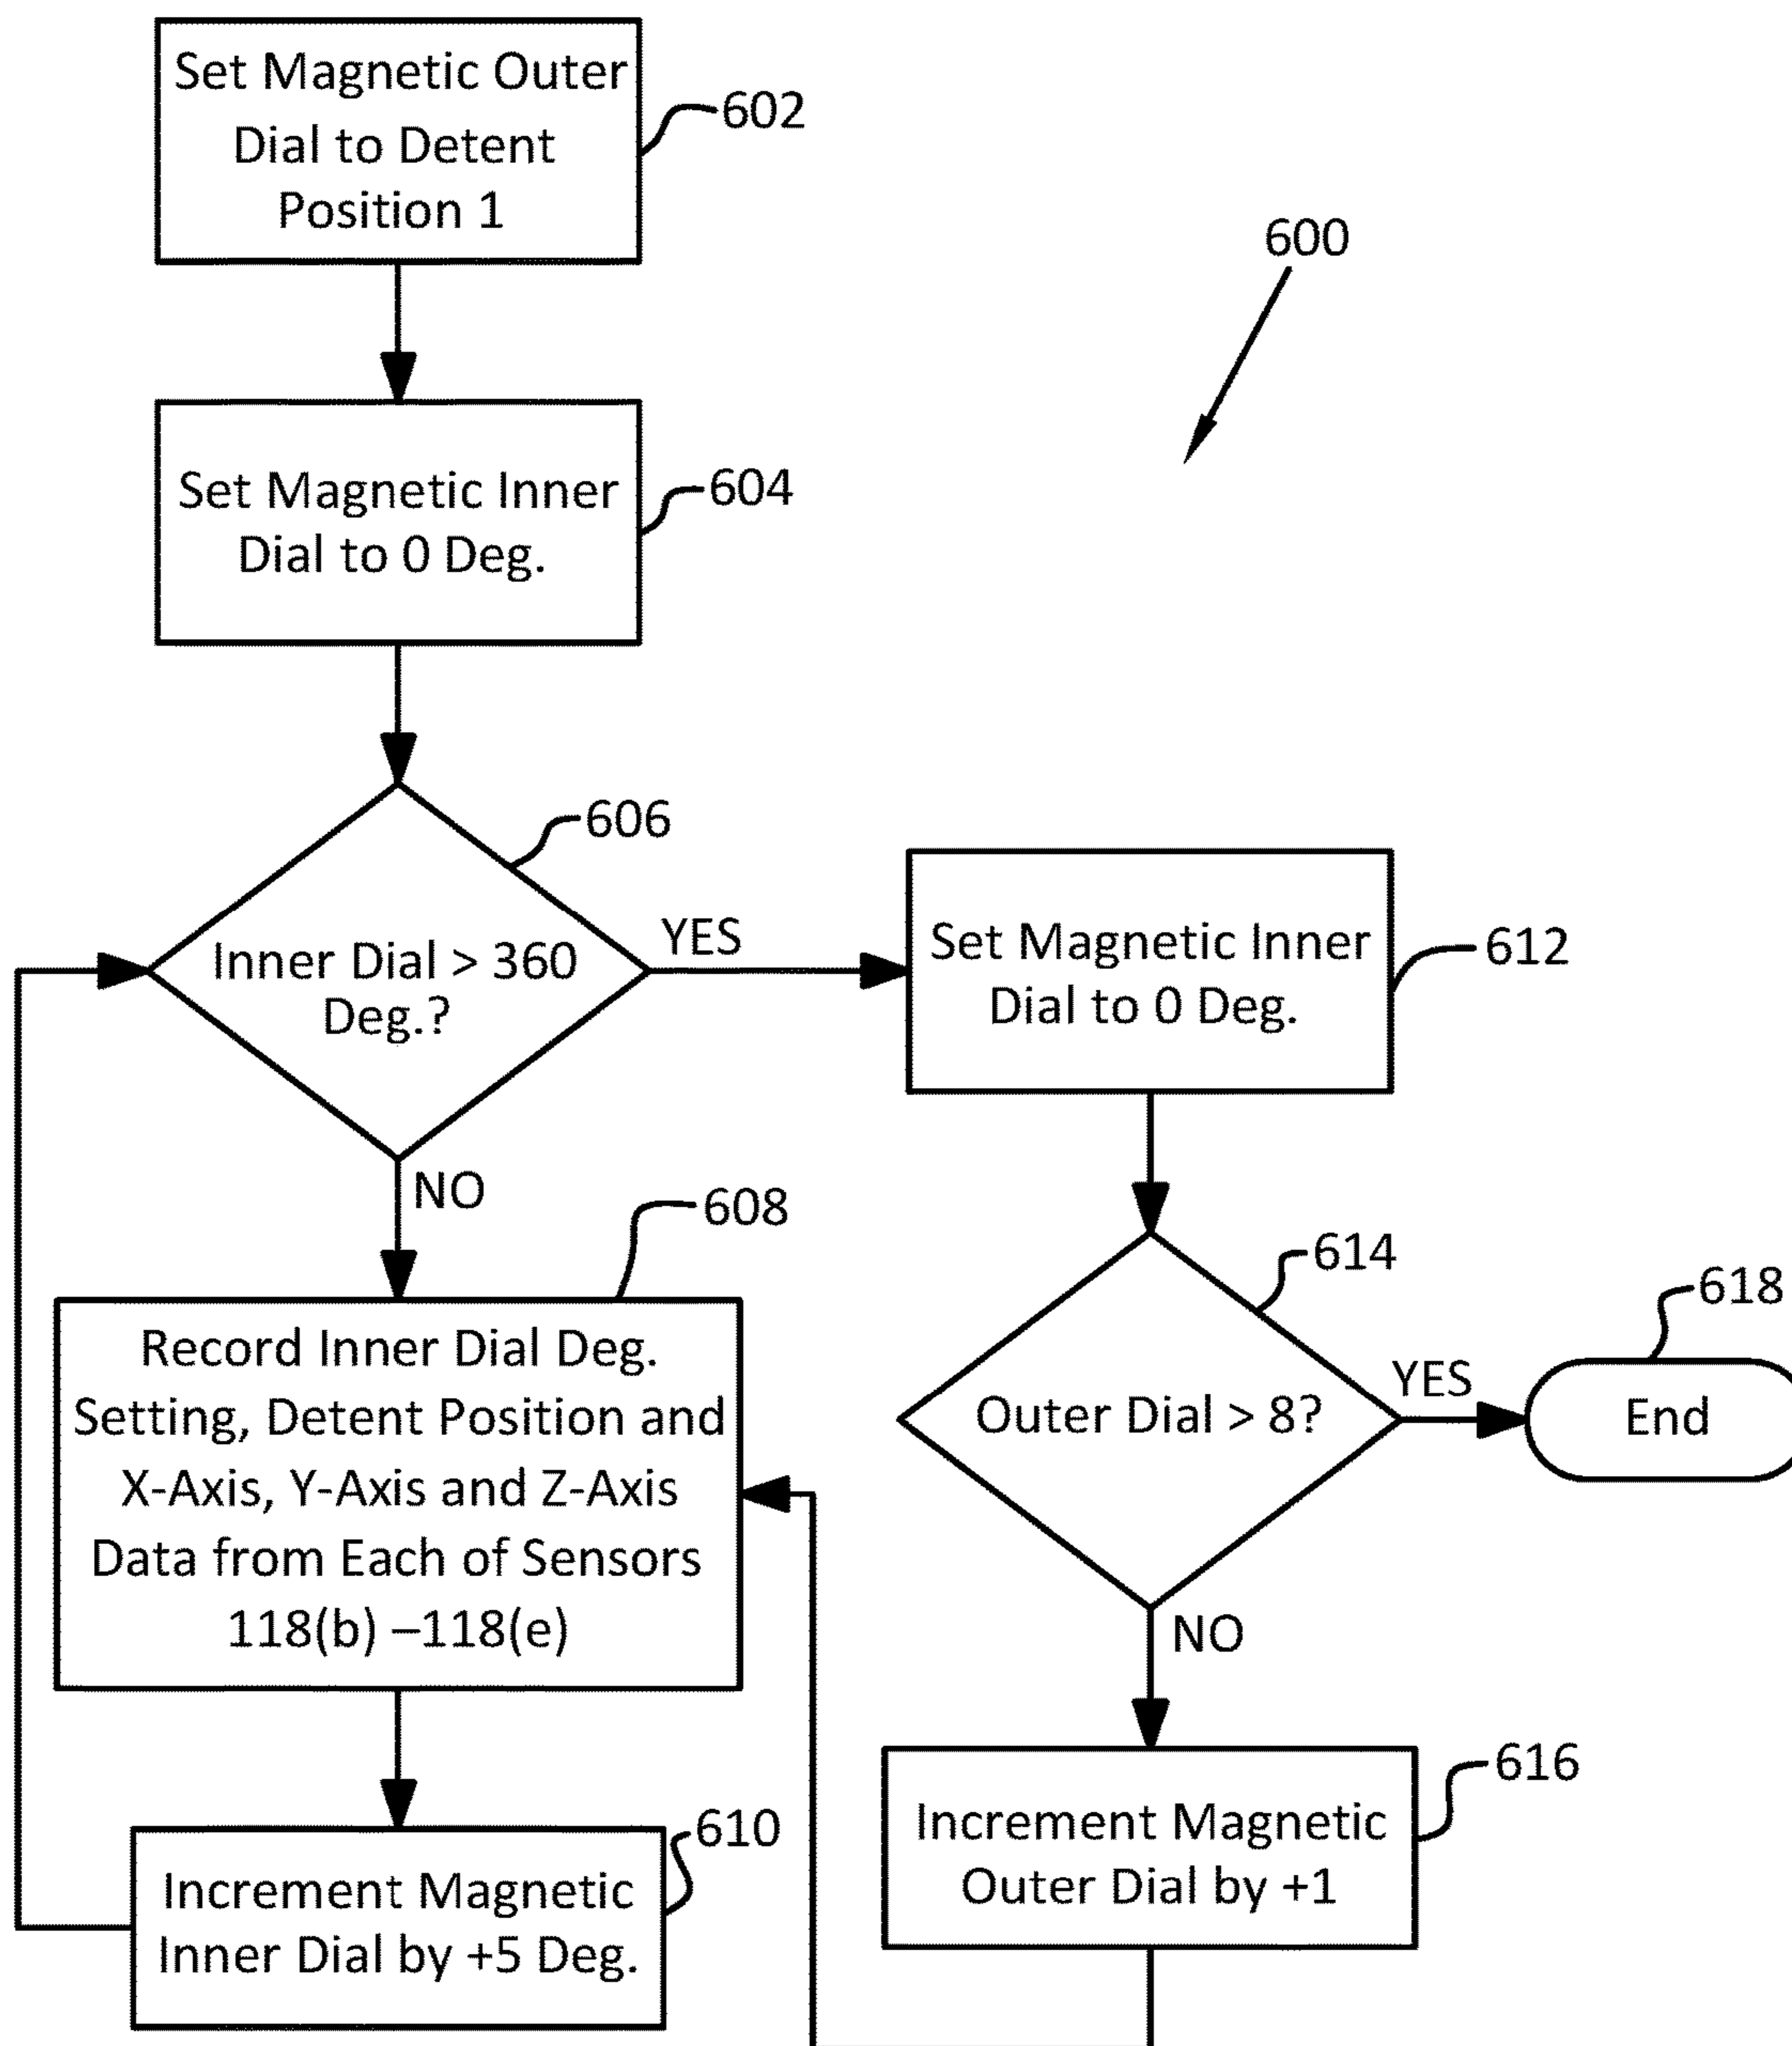 Set Magnetic Outer
Dial to Detent
Position 1
602
600
Set Magnetic Inner
Dial to 0 Deg.
604
606
Inner Dial > 360
Deg.?
YES
NO
Set Magnetic Inner
Dial to 0 Deg.
612
608
Record Inner Dial Deg.
Setting, Detent Position and
X-Axis, Y-Axis and Z-Axis
Data from Each of Sensors
118(b) –118(e)
614
Outer Dial > 8?
YES
618
End
NO
610
Increment Magnetic
Inner Dial by +5 Deg.
616
Increment Magnetic
Outer Dial by +1